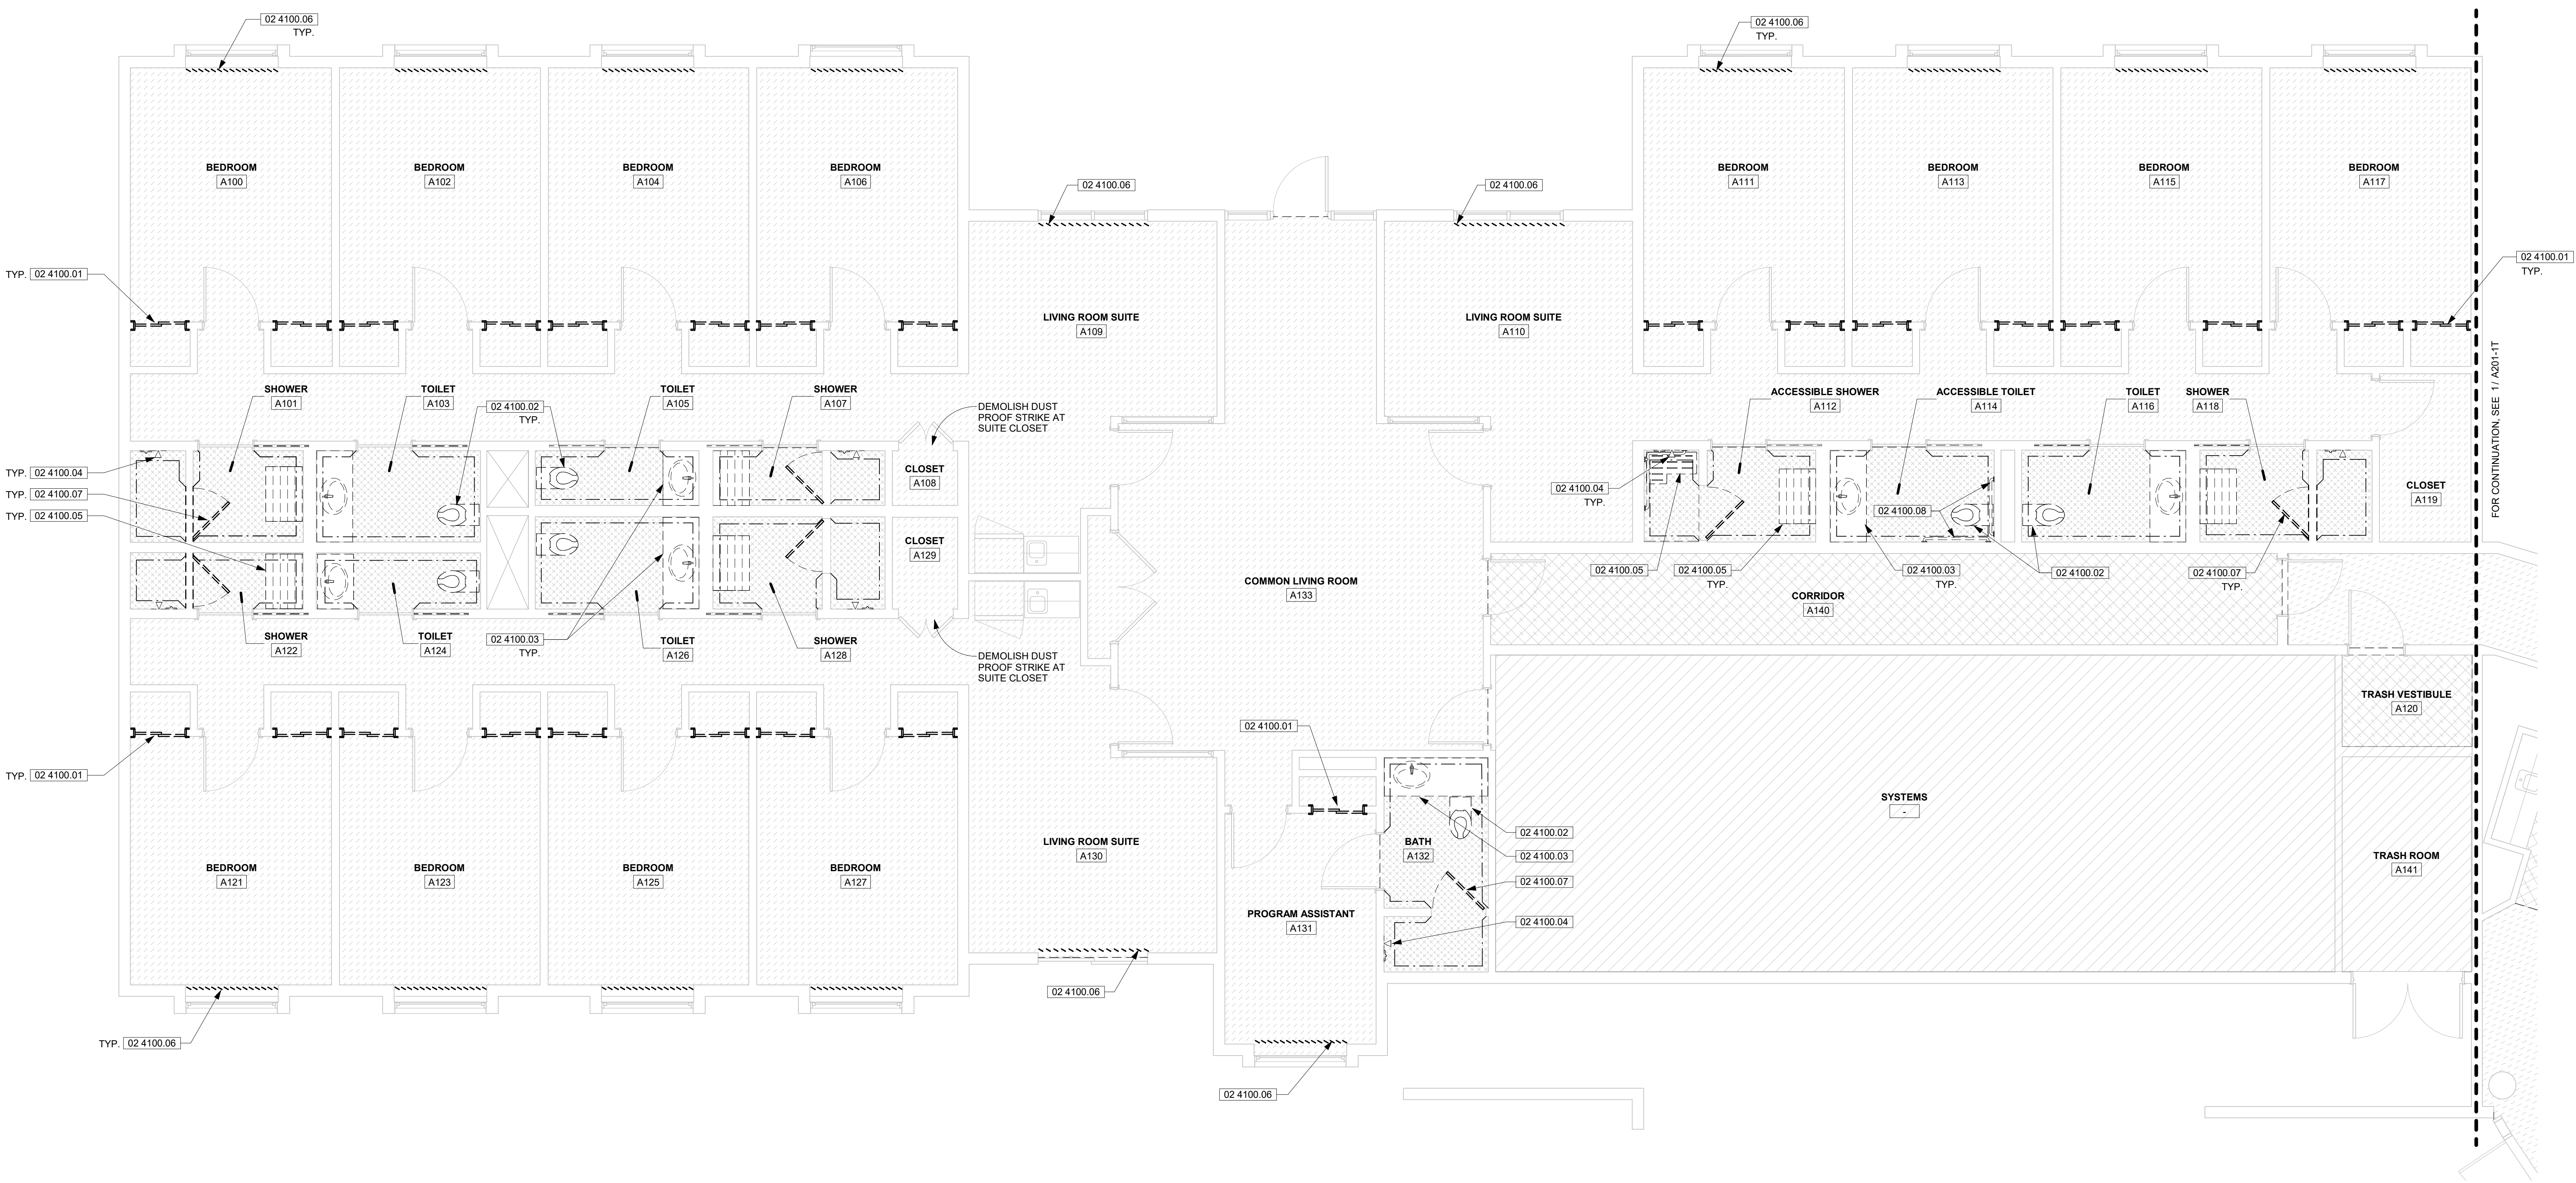 02 4100.06
TYP.
02 4100.06
TYP.
BEDROOM
A100
BEDROOM
A102
BEDROOM
A104
BEDROOM
A106
BEDROOM
A111
BEDROOM
A113
BEDROOM
A115
BEDROOM
A117
02 4100.06
02 4100.06
TYP. 02 4100.01
02 4100.01
TYP.
LIVING ROOM SUITE
A109
LIVING ROOM SUITE
A110
FOR CONTINUATION, SEE 1 / A201-1T
SHOWER
A101
TOILET
A103
02 4100.02
TYP.
TOILET
A105
SHOWER
A107
DEMOLISH DUST
PROOF STRIKE AT
SUITE CLOSET
ACCESSIBLE SHOWER
A112
ACCESSIBLE TOILET
A114
TOILET
A116
SHOWER
A118
TYP. 02 4100.04
TYP. 02 4100.07
TYP. 02 4100.05
CLOSET
A108
02 4100.04
TYP.
02 4100.08
CLOSET
A119
CLOSET
A129
02 4100.05
02 4100.05
TYP.
02 4100.03
TYP.
02 4100.02
02 4100.07
TYP.
COMMON LIVING ROOM
A133
CORRIDOR
A140
SHOWER
A122
TOILET
A124
02 4100.03
TYP.
TOILET
A126
SHOWER
A128
DEMOLISH DUST
PROOF STRIKE AT
SUITE CLOSET
TRASH VESTIBULE
A120
02 4100.01
TYP. 02 4100.01
SYSTEMS
-
LIVING ROOM SUITE
A130
BATH
A132
02 4100.02
02 4100.03
02 4100.07
02 4100.04
TRASH ROOM
A141
BEDROOM
A121
BEDROOM
A123
BEDROOM
A125
BEDROOM
A127
PROGRAM ASSISTANT
A131
02 4100.06
TYP. 02 4100.06
02 4100.06